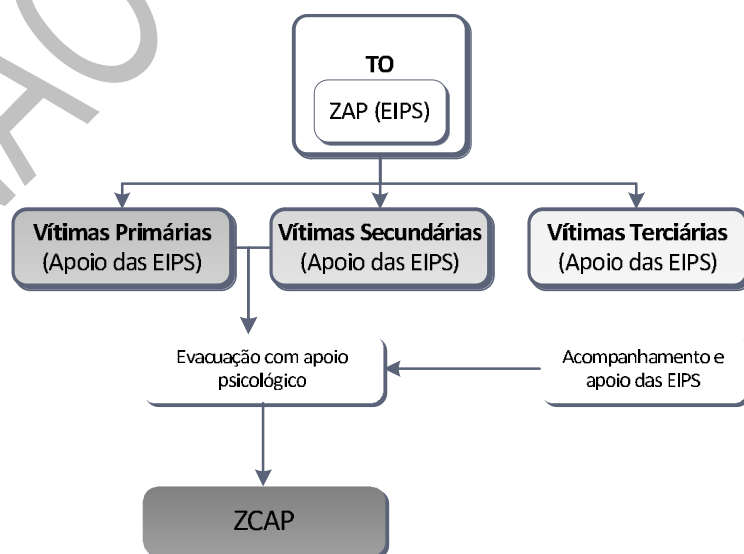 TO
ZAP (EIPS)
Vítimas Primárias
(Apoio das EIPS)
Vítimas Secundárias
(Apoio das EIPS)
Vítimas Terciárias
(Apoio das EIPS)
Evacuação com apoio
psicológico
Acompanhamento e
apoio das EIPS
ZCAP